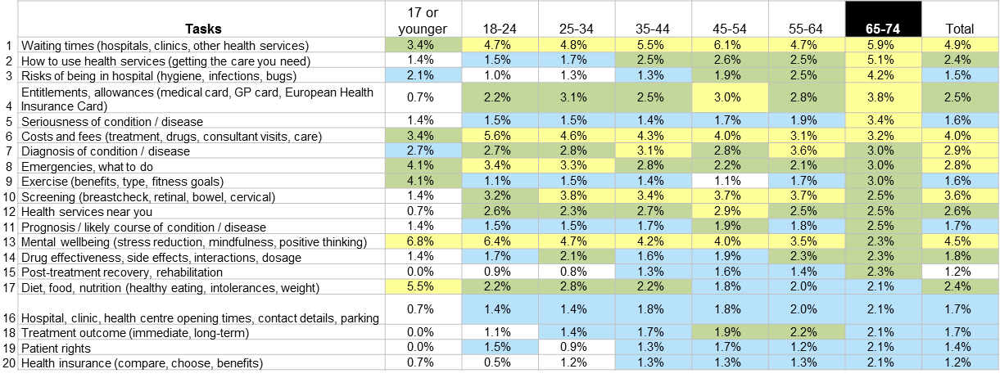 Tasks 17 or younger 18-24 25-34 35-44 45-54 55-64 65-74 Total
1 Waiting times (hospitals, clinics, other health services) 3.4% 4.7% 4.8% 5.5% 6.1% 4.7% 5.9% 4.9%
2 How to use health services (getting the care you need) 1.4% 1.5% 1.7% 2.5% 2.6% 2.5% 5.1% 2.4%
3 Risks of being in hospital (hygiene, infections, bugs) 2.1% 1.0% 1.3% 1.3% 1.9% 2.5% 4.2% 1.5%
4 Entitlements, allowances (medical card, GP card, European Health Insurance Card) 0.7% 2.2% 3.1% 2.5% 3.0% 2.8% 3.8% 2.5%
5 Seriousness of condition / disease 1.4% 1.5% 1.5% 1.4% 1.7% 1.9% 3.4% 1.6%
6 Costs and fees (treatment, drugs, consultant visits, care) 3.4% 5.6% 4.6% 4.3% 4.0% 3.1% 3.2% 4.0%
7 Diagnosis of condition / disease 2.7% 2.7% 2.8% 3.1% 2.8% 3.6% 3.0% 2.9%
8 Emergencies, what to do 4.1% 3.4% 3.3% 2.8% 2.2% 2.1% 3.0% 2.8%
9 Exercise (benefits, type, fitness goals) 4.1% 1.1% 1.5% 1.4% 1.1% 1.7% 3.0% 1.6%
10 Screening (breastcheck, retinal, bowel, cervical) 1.4% 3.2% 3.8% 3.4% 3.7% 3.7% 2.5% 3.6%
12 Health services near you 0.7% 2.6% 2.3% 2.7% 2.9% 2.5% 2.5% 2.6%
11 Prognosis / likely course of condition / disease 1.4% 1.5% 1.5% 1.7% 1.9% 1.8% 2.5% 1.7%
13 Mental wellbeing (stress reduction, mindfulness, positive thinking) 6.8% 6.4% 4.7% 4.2% 4.0% 3.5% 2.3% 4.5%
14 Drug effectiveness, side effects, interactions, dosage 1.4% 1.7% 2.1% 1.6% 1.9% 2.3% 2.3% 1.8%
15 Post-treatment recovery, rehabilitation 0.0% 0.9% 0.8% 1.3% 1.6% 1.4% 2.3% 1.2%
17 Diet, food, nutrition (healthy eating, intolerances, weight) 5.5% 2.2% 2.8% 2.2% 1.8% 2.0% 2.1% 2.4%
16 Hospital, clinic, health centre opening times, contact details, parking 0.7% 1.4% 1.4% 1.8% 1.8% 2.0% 2.1% 1.7%
18 Treatment outcome (immediate, long-term) 0.0% 1.1% 1.4% 1.7% 1.9% 2.2% 2.1% 1.7%
19 Patient rights 0.0% 1.5% 0.9% 1.3% 1.7% 1.2% 2.1% 1.4%
20 Health insurance (compare, choose, benefits) 0.7% 0.5% 1.2% 1.3% 1.3% 1.3% 2.1% 1.2%